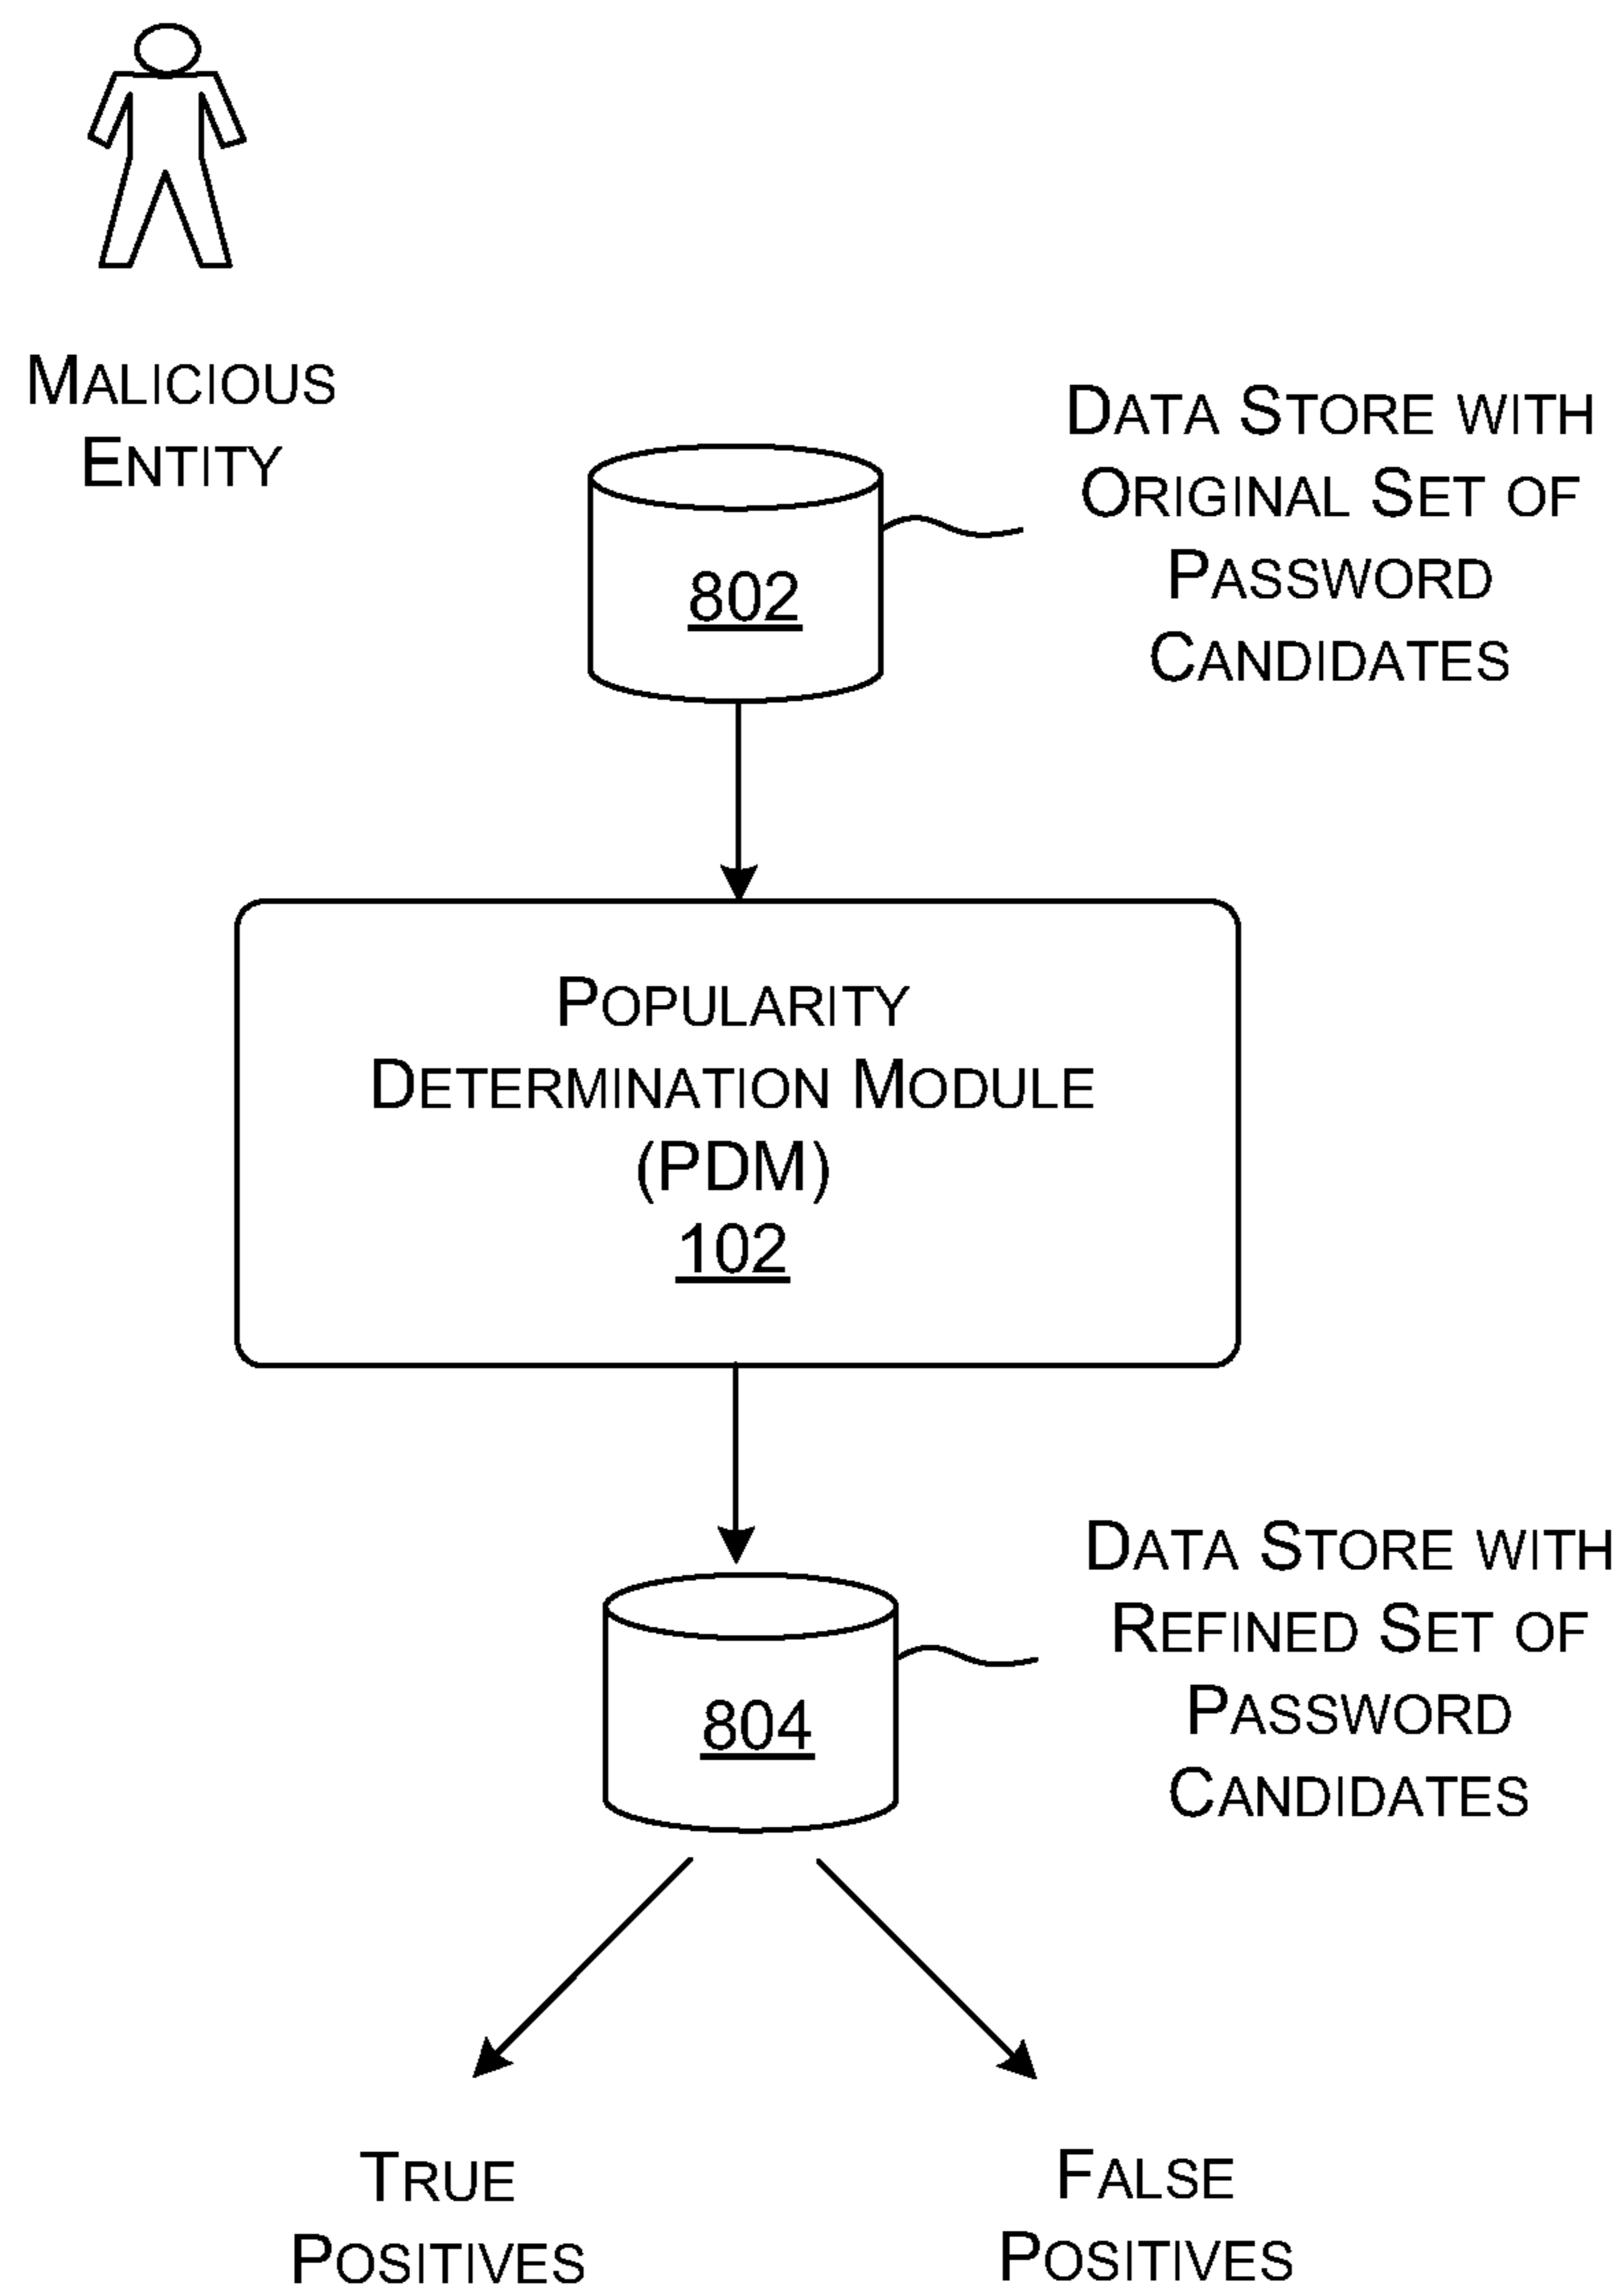 MALICIOUS
ENTITY
DATA STORE WITH
ORIGINAL SET OF
PASSWORD
CANDIDATES
802
POPULARITY
DETERMINATION MODULE
(PDM)
102
DATA STORE WITH
REFINED SET OF
PASSWORD
CANDIDATES
804
TRUE
POSITIVES
FALSE
POSITIVES